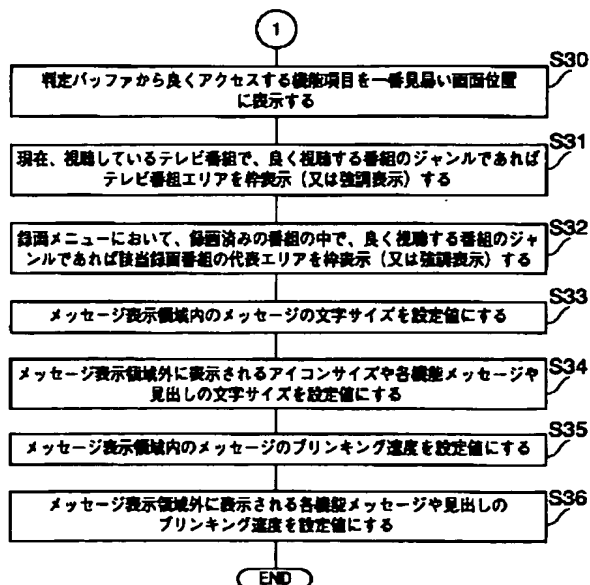 1
S30
判定バッファから良くアクセスする機能項目を一番見易い画面位置
に表示する
S31
現在、視聴しているテレビ番組で、良く視聴する番組のジャンルであれば
テレビ番組エリアを枠表示（又は強調表示）する
S32
録画メニューにおいて、録画済みの番組の中で、良く視聴する番組のジャ
ンルであれば該当録画番組の代表エリアを枠表示（又は強調表示）する
S33
メッセージ表示領域内のメッセージの文字サイズを設定値にする
S34
メッセージ表示領域外に表示されるアイコンサイズや各機能メッセージや
見出しの文字サイズを設定値にする
S35
メッセージ表示領域内のメッセージのブリンキング速度を設定値にする
S36
メッセージ表示領域外に表示される各機能メッセージや見出しの
ブリンキング速度を設定値にする
END